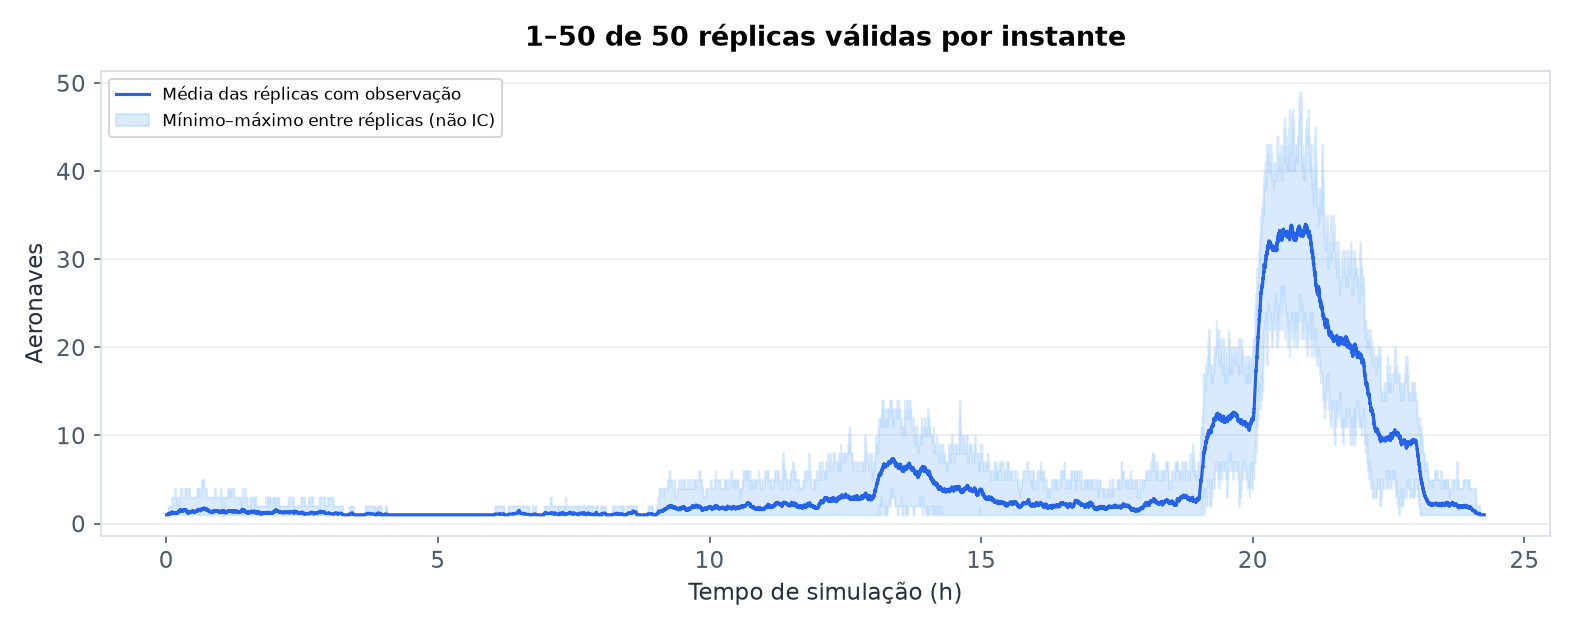 1–50 de 50 réplicas válidas por instante
Média das réplicas com observação
Mínimo–máximo entre réplicas (não IC)
Aeronaves
50
40
30
20
10
0
0 5 10 15 20 25
Tempo de simulação (h)